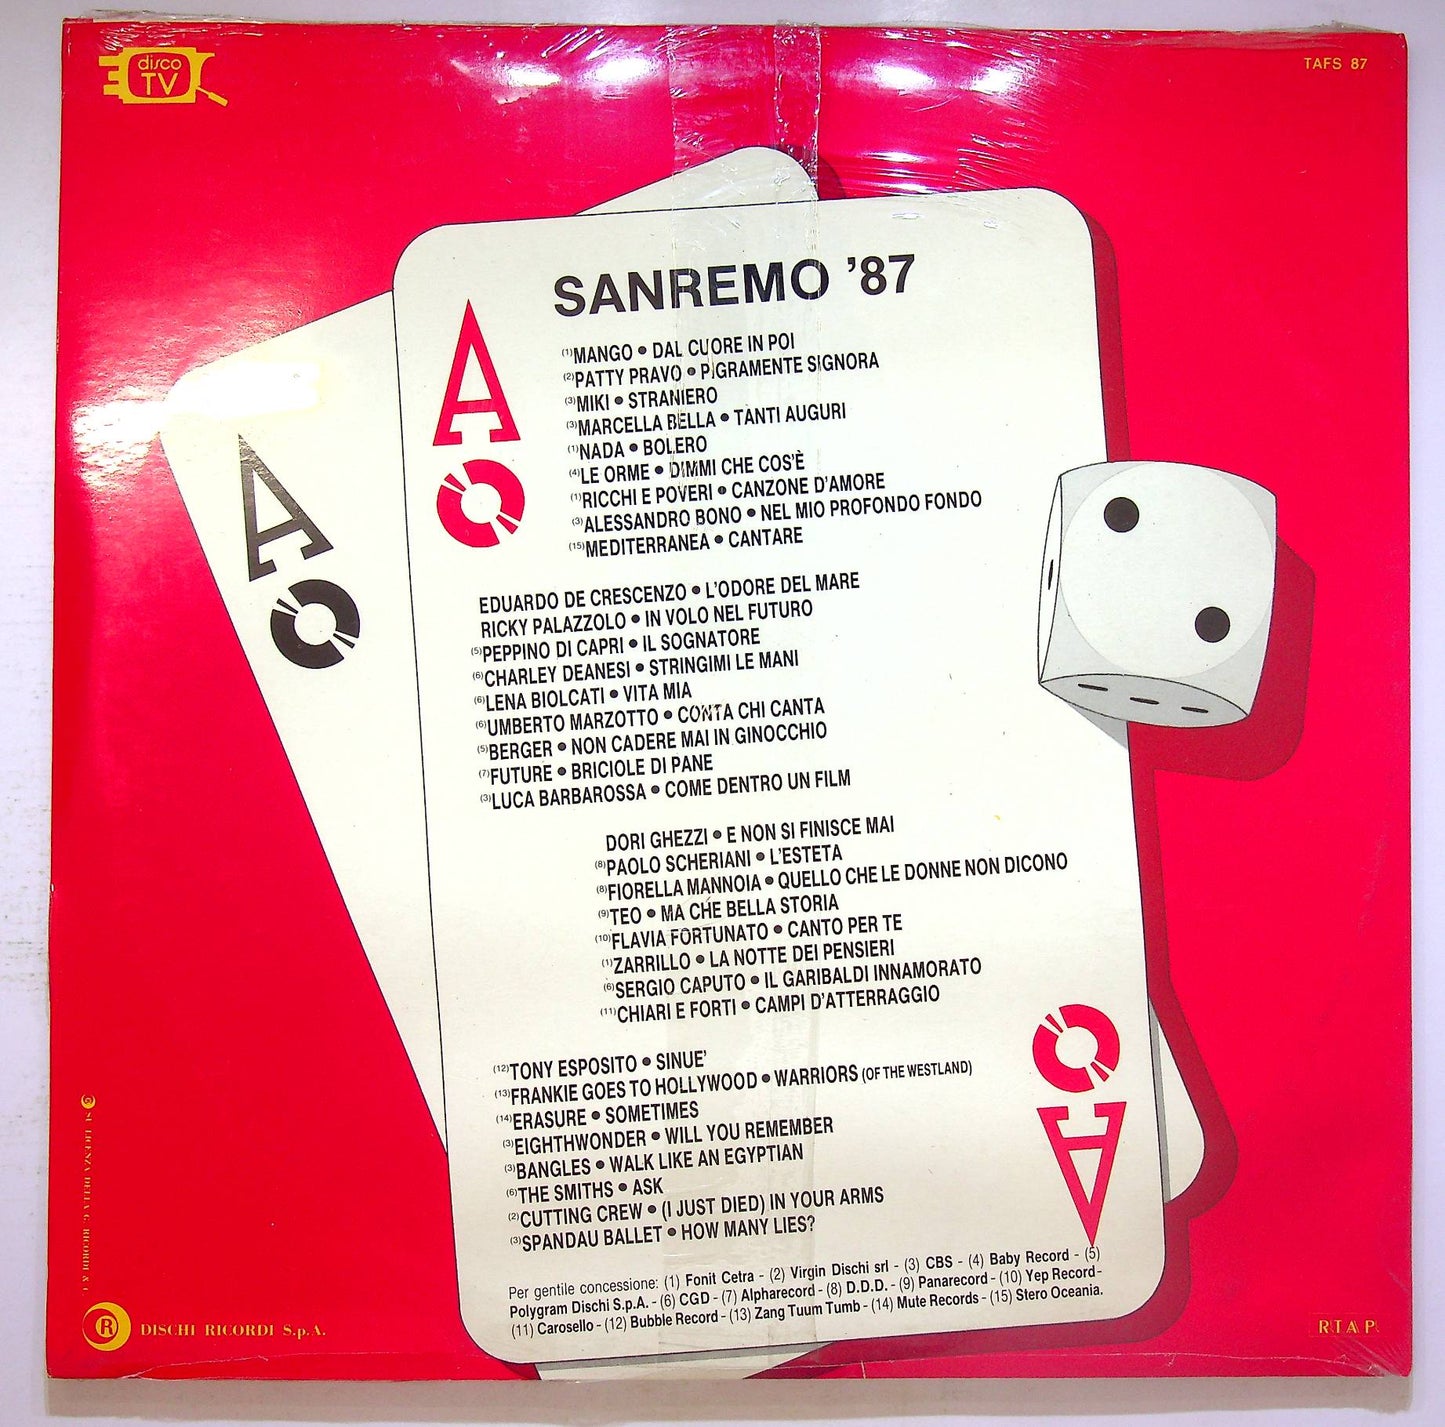 disco
TV
TAFS 87
SANREMO '87
A
A
(1)MANGO • DAL CUORE IN POI
(2)PATTY PRAVO • PIGRAMENTE SIGNORA
(3)MIKI • STRANIERO
(3)MARCELLA BELLA • TANTI AUGURI
(1)NADA • BOLERO
(4)LE ORME • DIMMI CHE COS'È
(1)RICCHI E POVERI • CANZONE D'AMORE
(3)ALESSANDRO BONO • NEL MIO PROFONDO FONDO
(15)MEDITERRANEA • CANTARE
EDUARDO DE CRESCENZO • L'ODORE DEL MARE
RICKY PALAZZOLO • IN VOLO NEL FUTURO
(5)PEPPINO DI CAPRI • IL SOGNATORE
(6)CHARLEY DEANESI • STRINGIMI LE MANI
(6)LENA BIOLCATI • VITA MIA
(6)UMBERTO MARZOTTO • CONTA CHI CANTA
(5)BERGER • NON CADERE MAI IN GINOCCHIO
(7)FUTURE • BRICIOLE DI PANE
(3)LUCA BARBAROSSA • COME DENTRO UN FILM
DORI GHEZZI • E NON SI FINISCE MAI
(8)PAOLO SCHERIANI • L'ESTETA
(8)FIORELLA MANNOIA • QUELLO CHE LE DONNE NON DICONO
(9)TEO • MA CHE BELLA STORIA
(10)FLAVIA FORTUNATO • CANTO PER TE
(1)ZARRILLO • LA NOTTE DEI PENSIERI
(6)SERGIO CAPUTO • IL GARIBALDI INNAMORATO
(11)CHIARI E FORTI • CAMPI D'ATTERRAGGIO
(12)TONY ESPOSITO • SINUE'
(13)FRANKIE GOES TO HOLLYWOOD • WARRIORS (OF THE WESTLAND)
(14)ERASURE • SOMETIMES
(3)EIGHTHWONDER • WILL YOU REMEMBER
(3)BANGLES • WALK LIKE AN EGYPTIAN
(6)THE SMITHS • ASK
(2)CUTTING CREW • (I JUST DIED) IN YOUR ARMS
(3)SPANDAU BALLET • HOW MANY LIES?
A
Per gentile concessione: (1) Fonit Cetra - (2) Virgin Dischi srl - (3) CBS - (4) Baby Record - (5)
Polygram Dischi S.p.A. - (6) CGD - (7) Alpharecord - (8) D.D.D. - (9) Panarecord - (10) Yep Record-
(11) Carosello - (12) Bubble Record - (13) Zang Tuum Tumb - (14) Mute Records - (15) Stero Oceania.
LICENZA DELLA G. RICORDI & C.
R DISCHI RICORDI S.p.A.
RTAP